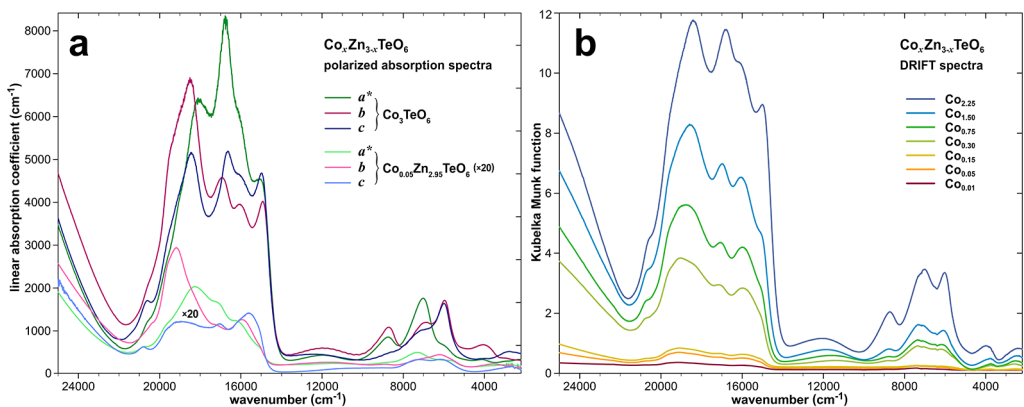 a
CoxZn3-xTeO6
polarized absorption spectra
a*
b
c
Co3TeO6
a*
b
c
Co0.05Zn2.95TeO6 (×20)
×20
linear absorption coefficient (cm-1)
8000
7000
6000
5000
4000
3000
2000
1000
0
24000 20000 16000 12000 8000 4000
wavenumber (cm-1)
b
CoxZn3-xTeO6
DRIFT spectra
Co2.25
Co1.50
Co0.75
Co0.30
Co0.15
Co0.05
Co0.01
Kubelka Munk function
12
10
8
6
4
2
0
24000 20000 16000 12000 8000 4000
wavenumber (cm-1)